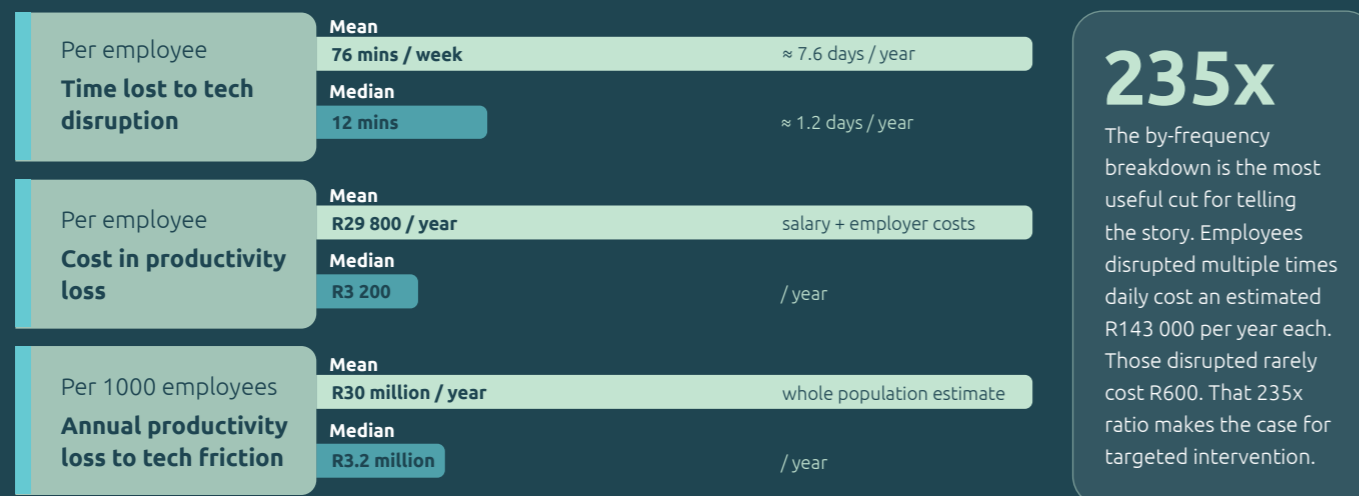 Per employee
Time lost to tech
disruption
Mean
76 mins / week ≈ 7.6 days / year
Median
12 mins ≈ 1.2 days / year
Per employee
Cost in productivity
loss
Mean
R29 800 / year salary + employer costs
Median
R3 200 / year
Per 1000 employees
Annual productivity
loss to tech friction
Mean
R30 million / year whole population estimate
Median
R3.2 million / year
235x
The by-frequency
breakdown is the most
useful cut for telling
the story. Employees
disrupted multiple times
daily cost an estimated
R143 000 per year each.
Those disrupted rarely
cost R600. That 235x
ratio makes the case for
targeted intervention.